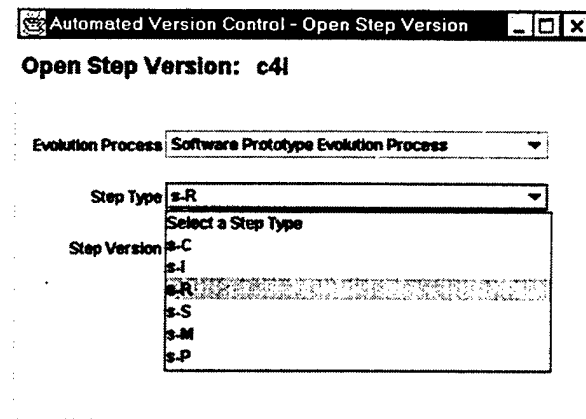 Automated Version Control - Open Step Version
Open Step Version: c4i
Evolution Process Software Prototype Evolution Process
Step Type s-R
Select a Step Type
Step Version s-C
s-I
s-R
s-S
s-M
s-P